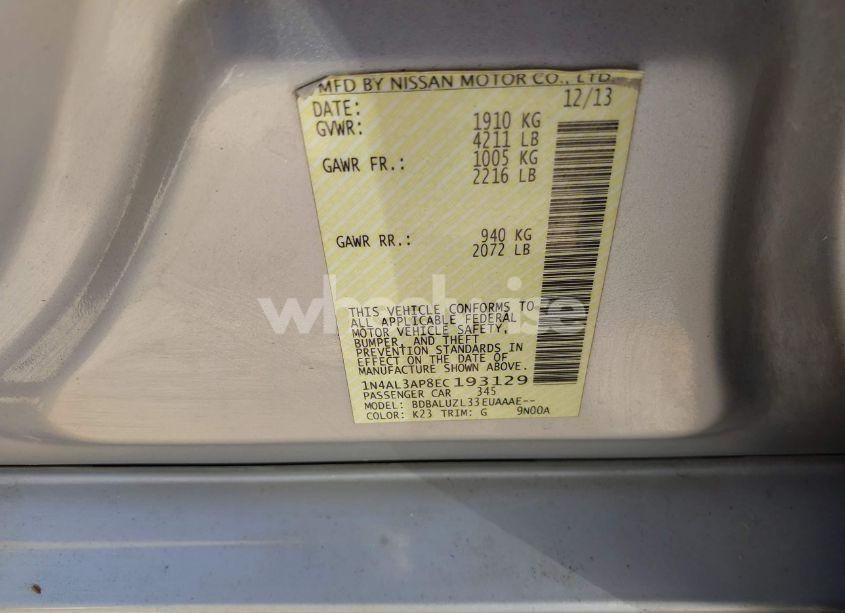 MFD BY NISSAN MOTOR CO., LTD.
DATE: 12/13
GVWR: 1910 KG
4211 LB
GAWR FR.: 1005 KG
2216 LB
GAWR RR.: 940 KG
2072 LB
THIS VEHICLE CONFORMS TO
ALL APPLICABLE FEDERAL
MOTOR VEHICLE SAFETY,
BUMPER, AND THEFT
PREVENTION STANDARDS IN
EFFECT ON THE DATE OF
MANUFACTURE SHOWN ABOVE.
1N4AL3AP8EC193129
PASSENGER CAR 345
MODEL: BDBALUZL33EUAAAE--
COLOR: K23 TRIM: G 9N00A